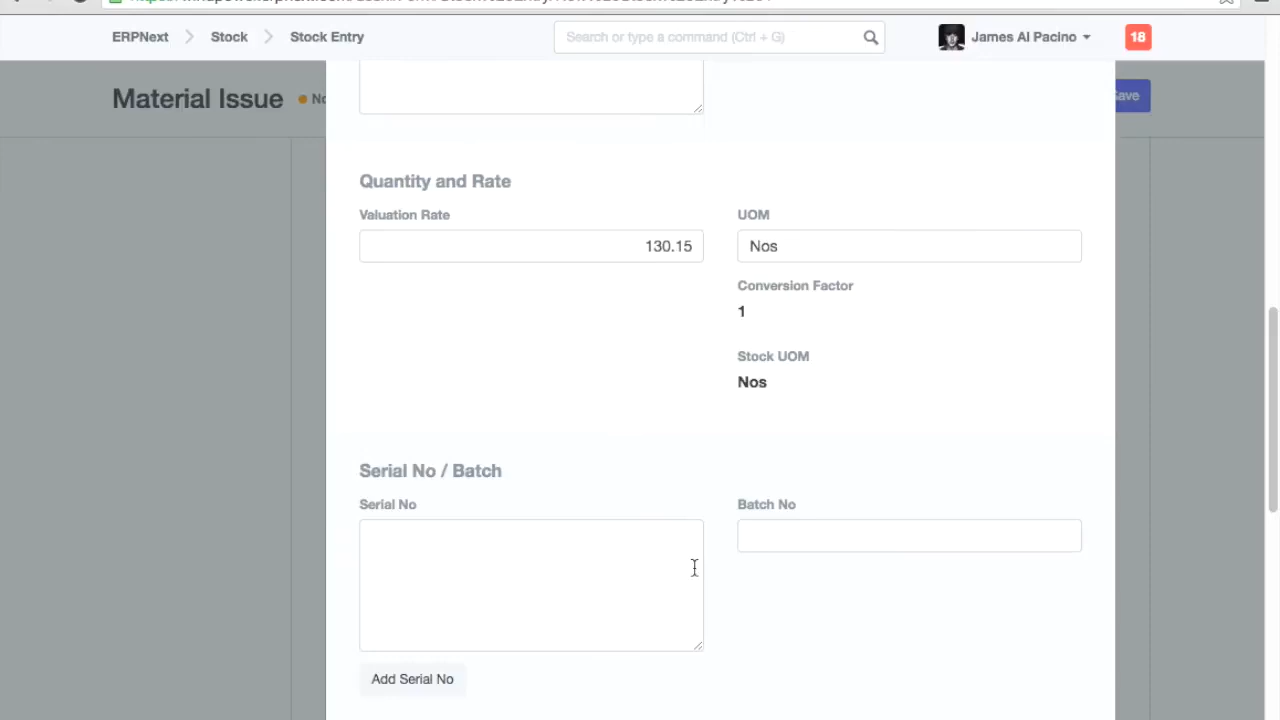 ERPNext
Stock
Stock Entry
Search or type a command (Ctrl + G)
James Al Pacino
18
Material Issue
Quantity and Rate
Valuation Rate
UOM
130.15
Nos
Conversion Factor
1
Stock UOM
Nos
Serial No / Batch
Serial No
Batch No
Add Serial No